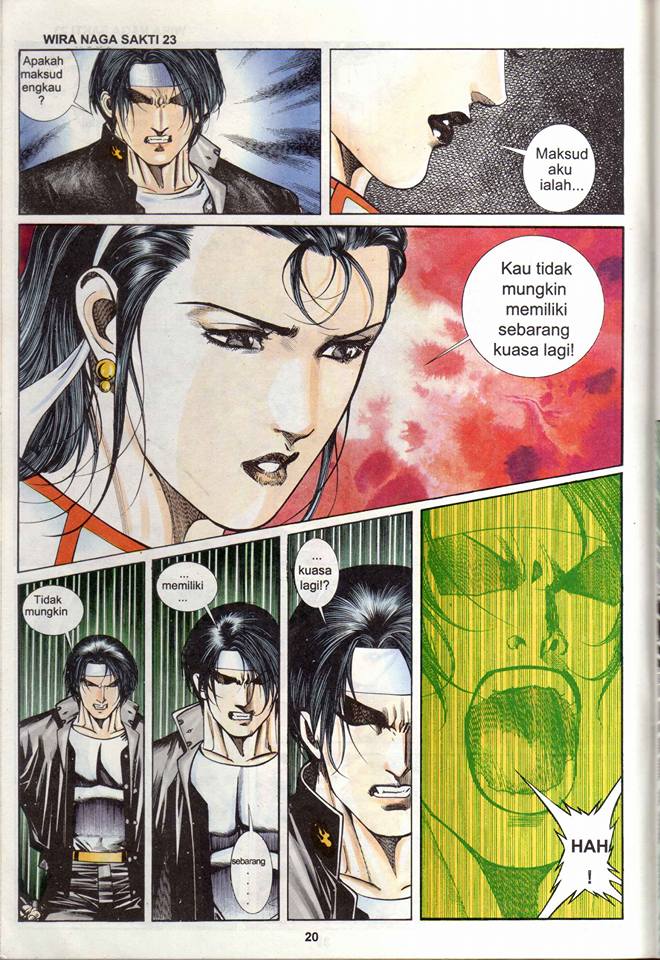 WIRA NAGA SAKTI 23
Apakah
maksud
engkau
?
Maksud
aku
ialah...
Kau tidak
mungkin
memiliki
sebarang
kuasa lagi!
Tidak
mungkin
...
memiliki
...
sebarang
.
.
.
.
...
kuasa
lagi!?
HAH
!
20